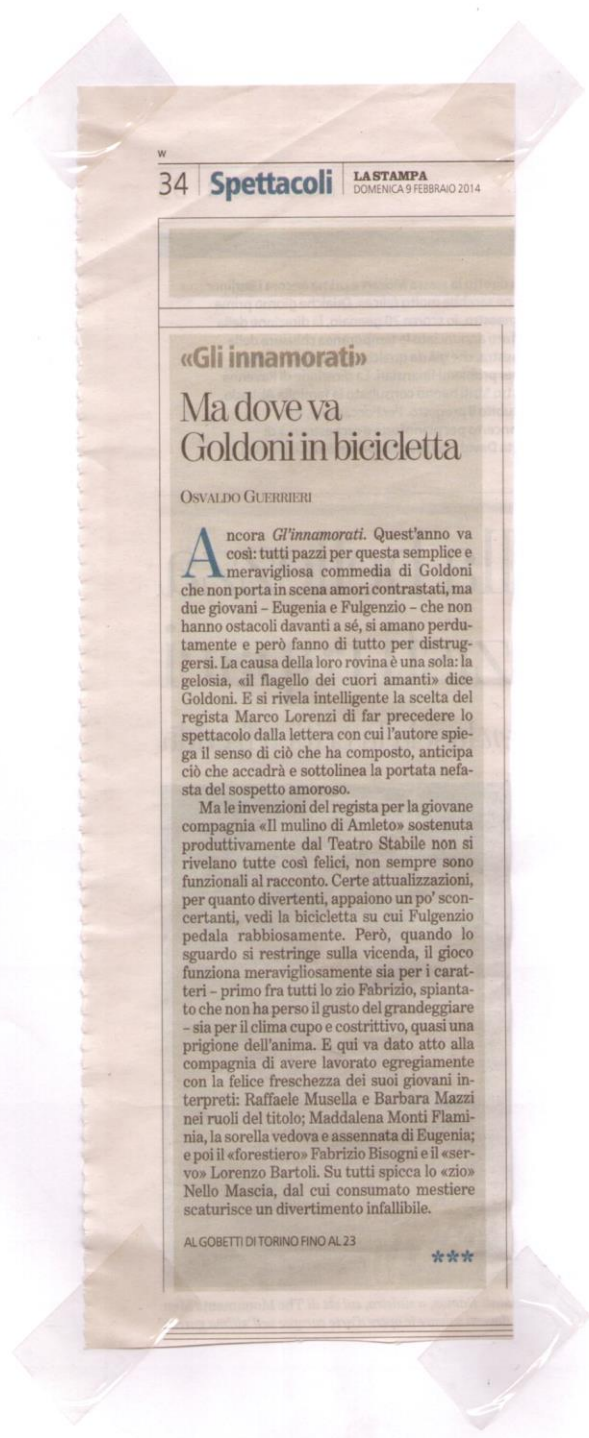 W
34 Spettacoli LA STAMPA
DOMENICA 9 FEBBRAIO 2014
«Gli innamorati»
Ma dove va
Goldoni in bicicletta
OSVALDO GUERRIERI
Ancora Gl'innamorati. Quest'anno va
così: tutti pazzi per questa semplice e
meravigliosa commedia di Goldoni
che non porta in scena amori contrastati, ma
due giovani – Eugenia e Fulgenzio – che non
hanno ostacoli davanti a sé, si amano perdu-
tamente e però fanno di tutto per distrug-
gersi. La causa della loro rovina è una sola: la
gelosia, «il flagello dei cuori amanti» dice
Goldoni. E si rivela intelligente la scelta del
regista Marco Lorenzi di far precedere lo
spettacolo dalla lettera con cui l'autore spie-
ga il senso di ciò che ha composto, anticipa
ciò che accadrà e sottolinea la portata nefa-
sta del sospetto amoroso.
Ma le invenzioni del regista per la giovane
compagnia «Il mulino di Amleto» sostenuta
produttivamente dal Teatro Stabile non si
rivelano tutte così felici, non sempre sono
funzionali al racconto. Certe attualizzazioni,
per quanto divertenti, appaiono un po' scon-
certanti, vedi la bicicletta su cui Fulgenzio
pedala rabbiosamente. Però, quando lo
sguardo si restringe sulla vicenda, il gioco
funziona meravigliosamente sia per i carat-
teri – primo fra tutti lo zio Fabrizio, spianta-
to che non ha perso il gusto del grandeggiare
– sia per il clima cupo e costrittivo, quasi una
prigione dell'anima. E qui va dato atto alla
compagnia di avere lavorato egregiamente
con la felice freschezza dei suoi giovani in-
terpreti: Raffaele Musella e Barbara Mazzi
nei ruoli del titolo; Maddalena Monti Flami-
nia, la sorella vedova e assennata di Eugenia;
e poi il «forestiero» Fabrizio Bisogni e il «ser-
vo» Lorenzo Bartoli. Su tutti spicca lo «zio»
Nello Mascia, dal cui consumato mestiere
scaturisce un divertimento infallibile.
AL GOBETTI DI TORINO FINO AL 23
***